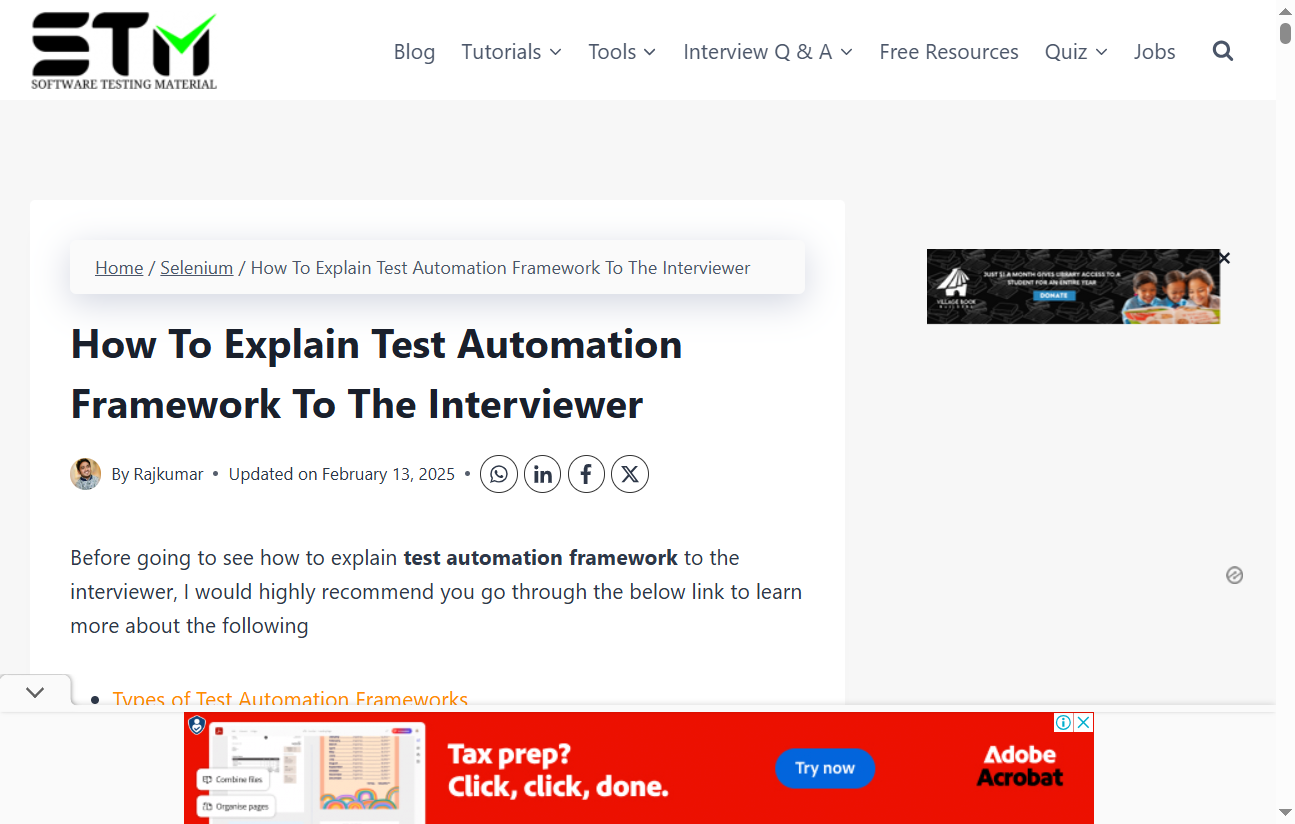 STM
SOFTWARE TESTING MATERIAL
Blog Tutorials Tools Interview Q & A Free Resources Quiz Jobs
Home / Selenium / How To Explain Test Automation Framework To The Interviewer
How To Explain Test Automation
Framework To The Interviewer
By Rajkumar • Updated on February 13, 2025 •
JUST $1 A MONTH GIVES LIBRARY ACCESS TO A
STUDENT FOR AN ENTIRE YEAR
DONATE
VILLAGE BOOK
BUILDERS
Before going to see how to explain test automation framework to the
interviewer, I would highly recommend you go through the below link to learn
more about the following
• Types of Test Automation Frameworks
Combine files
Organise pages
Tax prep?
Click, click, done.
Try now
Adobe
Acrobat